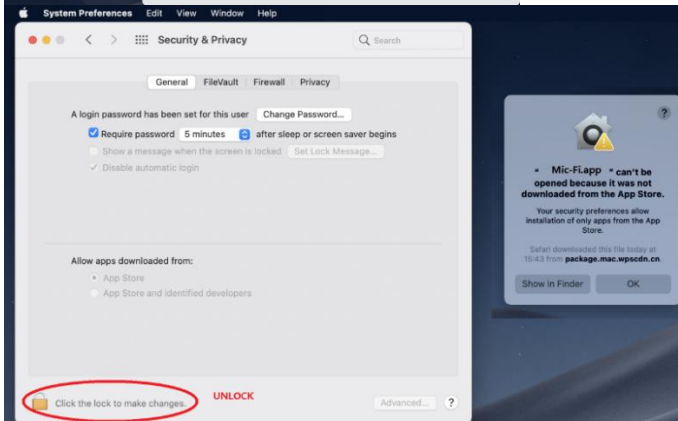 System Preferences Edit View Window Help
Security & Privacy
Search
General FileVault Firewall Privacy
A login password has been set for this user Change Password...
Require password 5 minutes after sleep or screen saver begins
Show a message when the screen is locked Set Lock Message...
Disable automatic login
Allow apps downloaded from:
App Store
App Store and identified developers
Click the lock to make changes.
UNLOCK
Advanced... ?
?
" Mic-Fi.app " can't be
opened because it was not
downloaded from the App Store.
Your security preferences allow
installation of only apps from the App
Store.
Safari downloaded this file today at
15:43 from package.mac.wpscdn.cn
Show in Finder OK